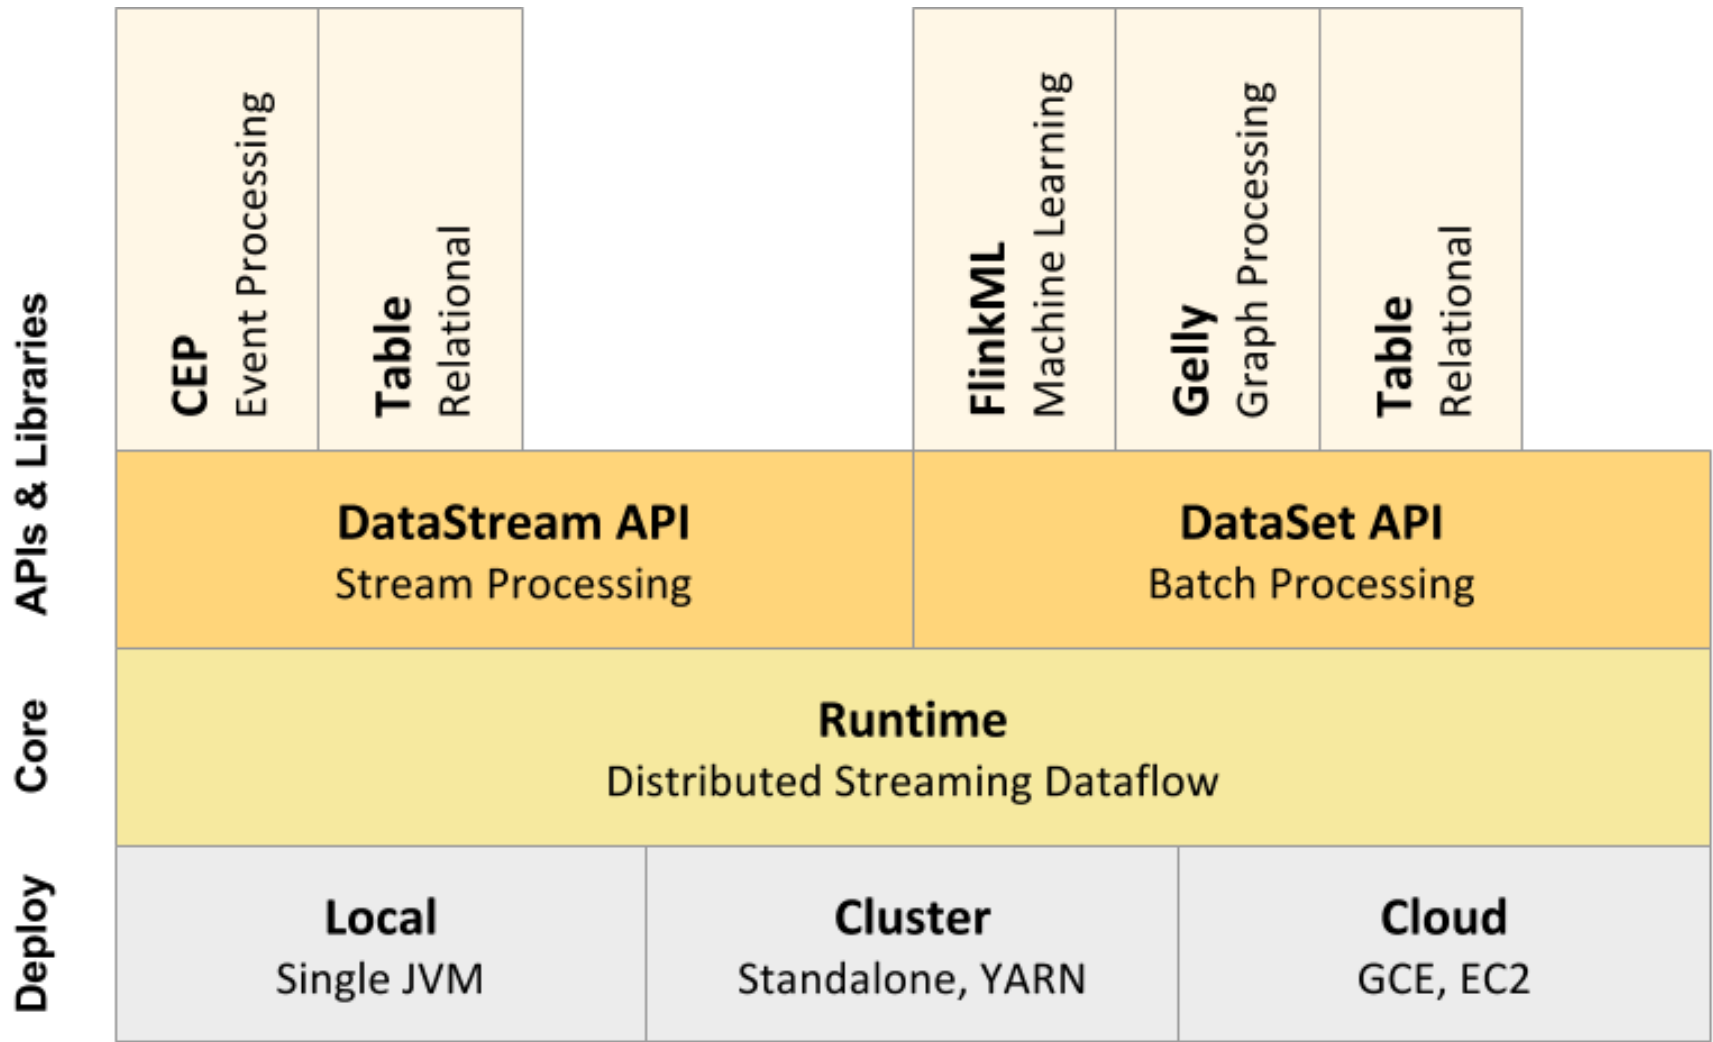 APIs & Libraries
CEP
Event Processing
Table
Relational
FlinkML
Machine Learning
Gelly
Graph Processing
Table
Relational
DataStream API
Stream Processing
DataSet API
Batch Processing
Core
Runtime
Distributed Streaming Dataflow
Deploy
Local
Single JVM
Cluster
Standalone, YARN
Cloud
GCE, EC2